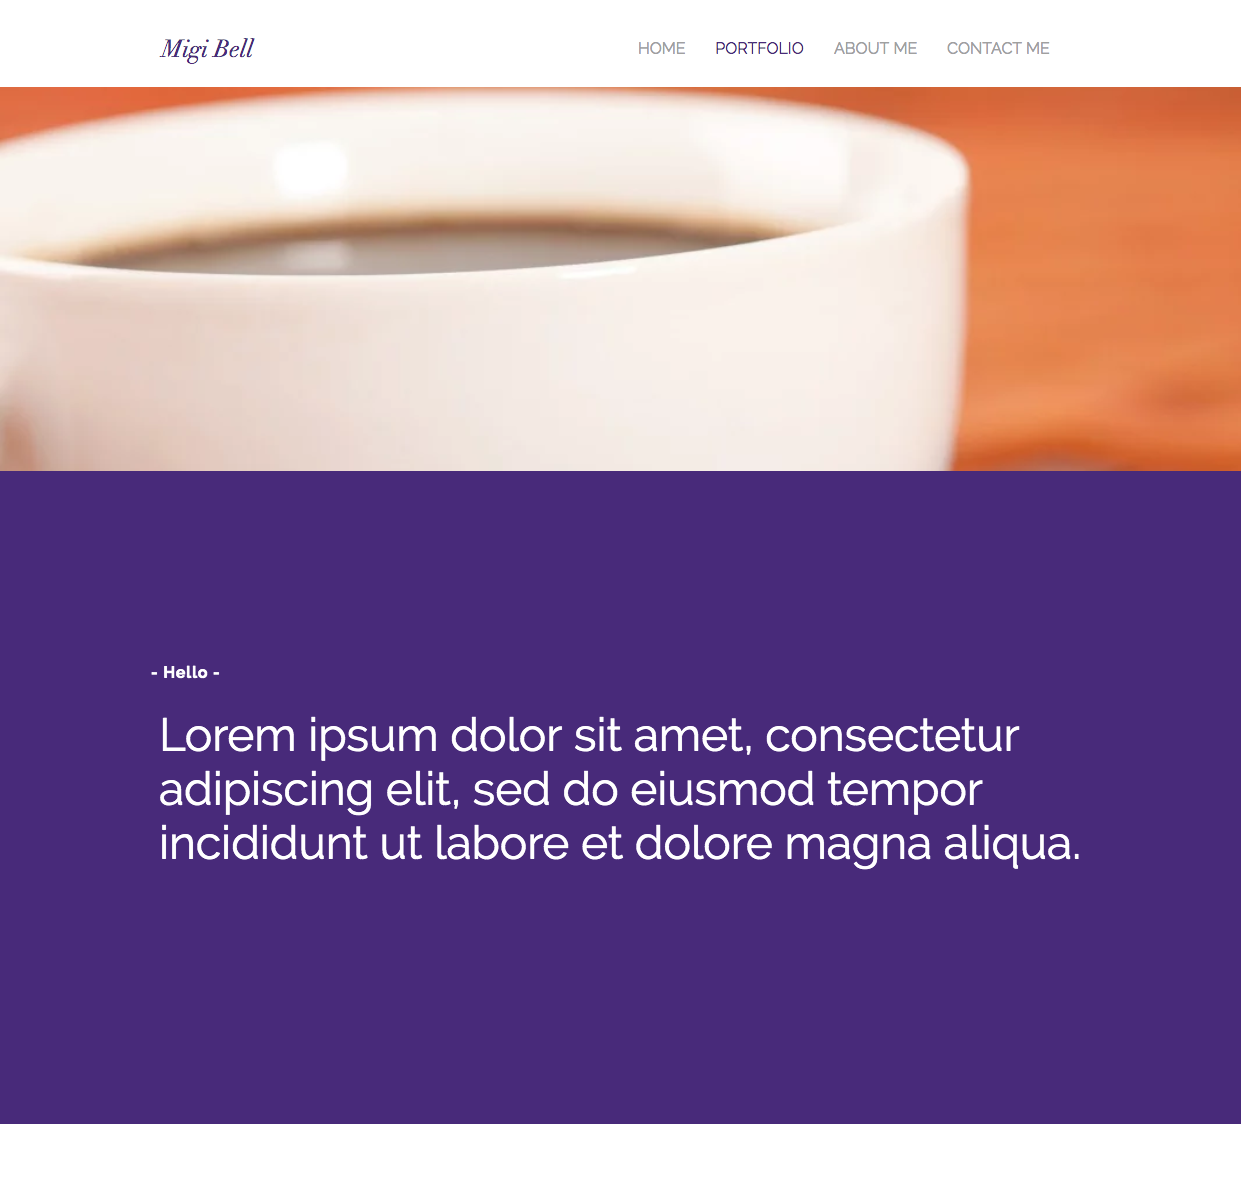 Migi Bell
HOME PORTFOLIO ABOUT ME CONTACT ME
- Hello -
Lorem ipsum dolor sit amet, consectetur
adipiscing elit, sed do eiusmod tempor
incididunt ut labore et dolore magna aliqua.